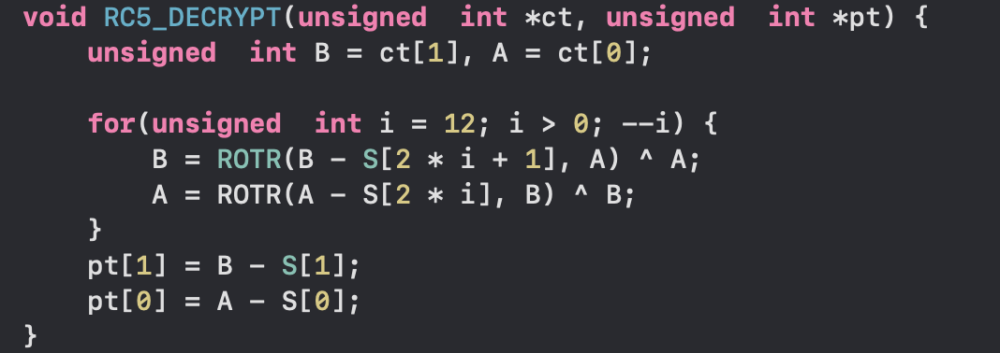 void RC5_DECRYPT(unsigned  int *ct, unsigned  int *pt) {
    unsigned  int B = ct[1], A = ct[0];

    for(unsigned  int i = 12; i > 0; --i) {
        B = ROTR(B - S[2 * i + 1], A) ^ A;
        A = ROTR(A - S[2 * i], B) ^ B;
    }
    pt[1] = B - S[1];
    pt[0] = A - S[0];
}